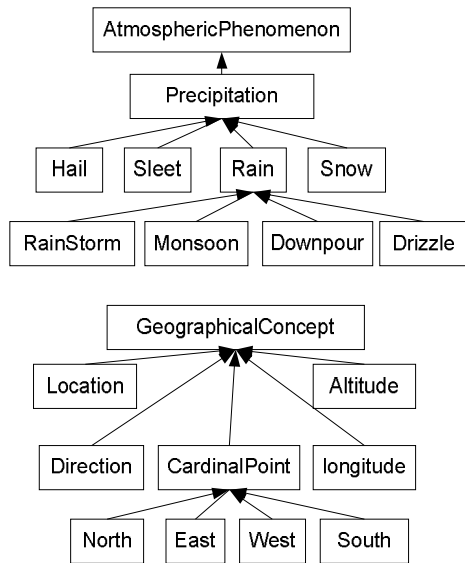 AtmosphericPhenomenon
Precipitation
Hail Sleet Rain Snow
RainStorm Monsoon Downpour Drizzle
GeographicalConcept
Location Altitude
Direction CardinalPoint longitude
North East West South